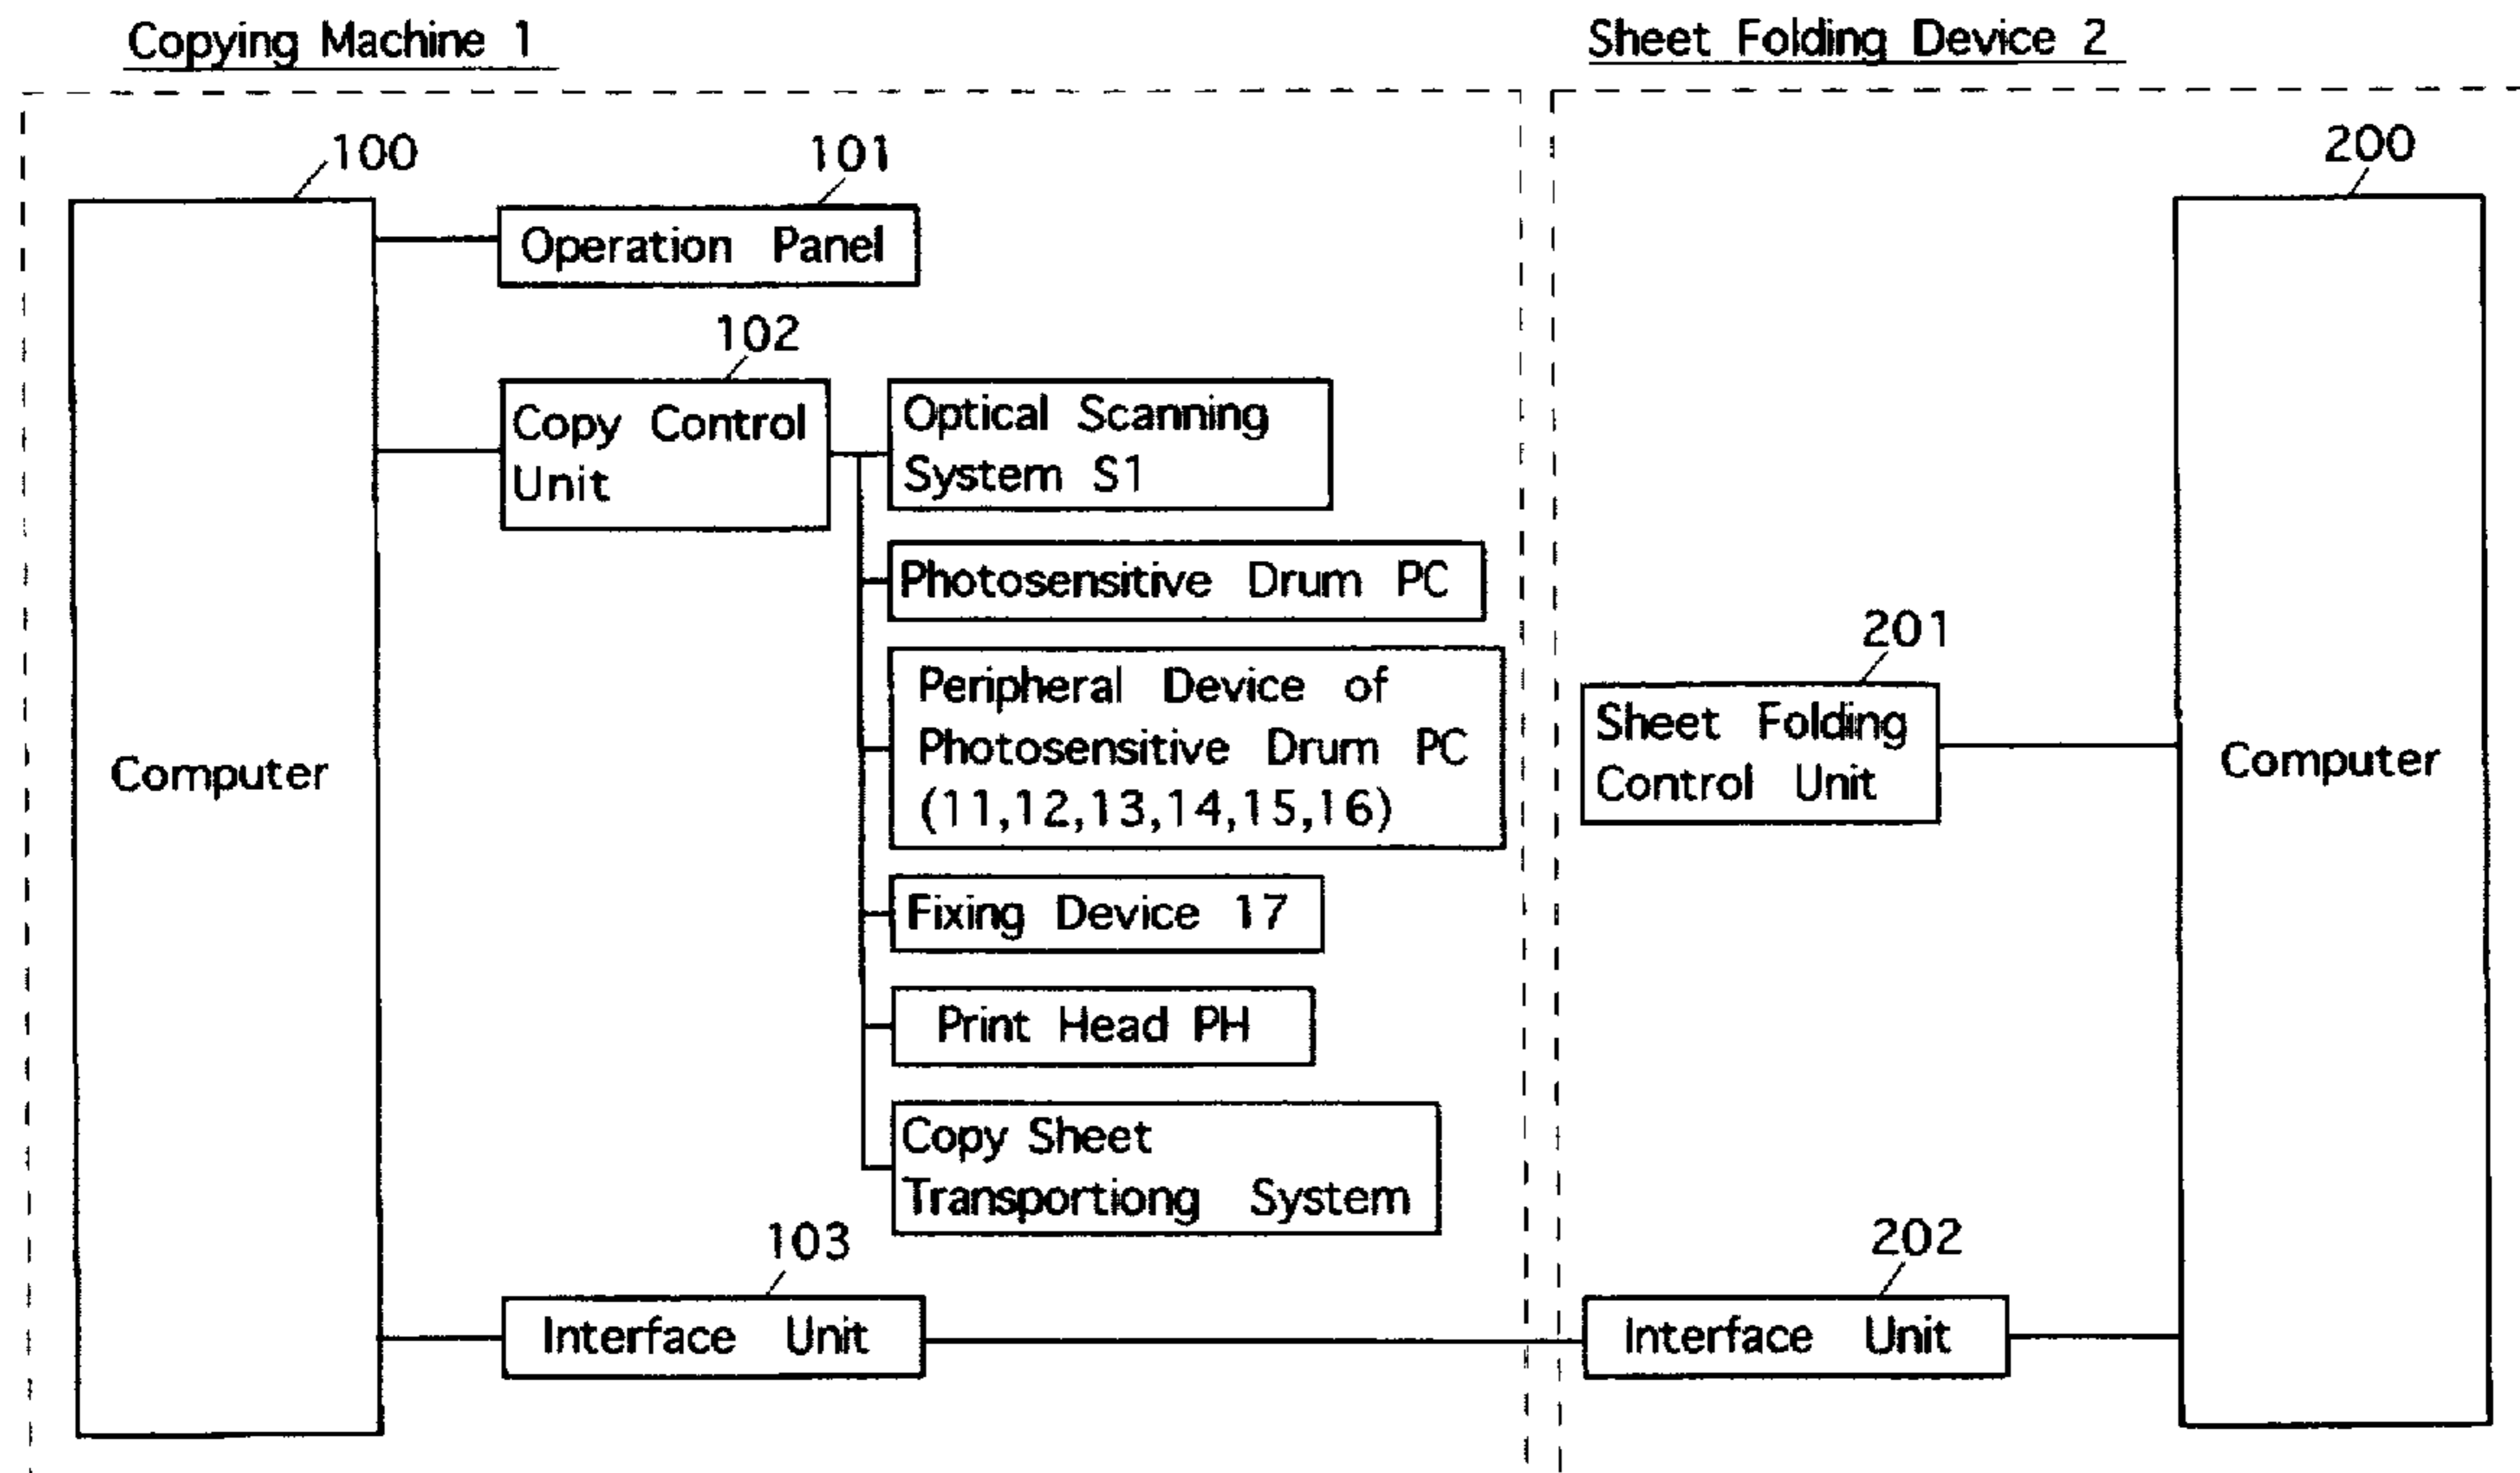 Copying Machine 1
Sheet Folding Device 2
100
101
200
Operation Panel
102
Copy Control
Unit
Optical Scanning
System S1
Photosensitive Drum PC
201
Peripheral Device of
Photosensitive Drum PC
(11,12,13,14,15,16)
Sheet Folding
Control Unit
Computer
Computer
Fixing Device 17
Print Head PH
Copy Sheet
Transportiong System
103
202
Interface Unit
Interface Unit